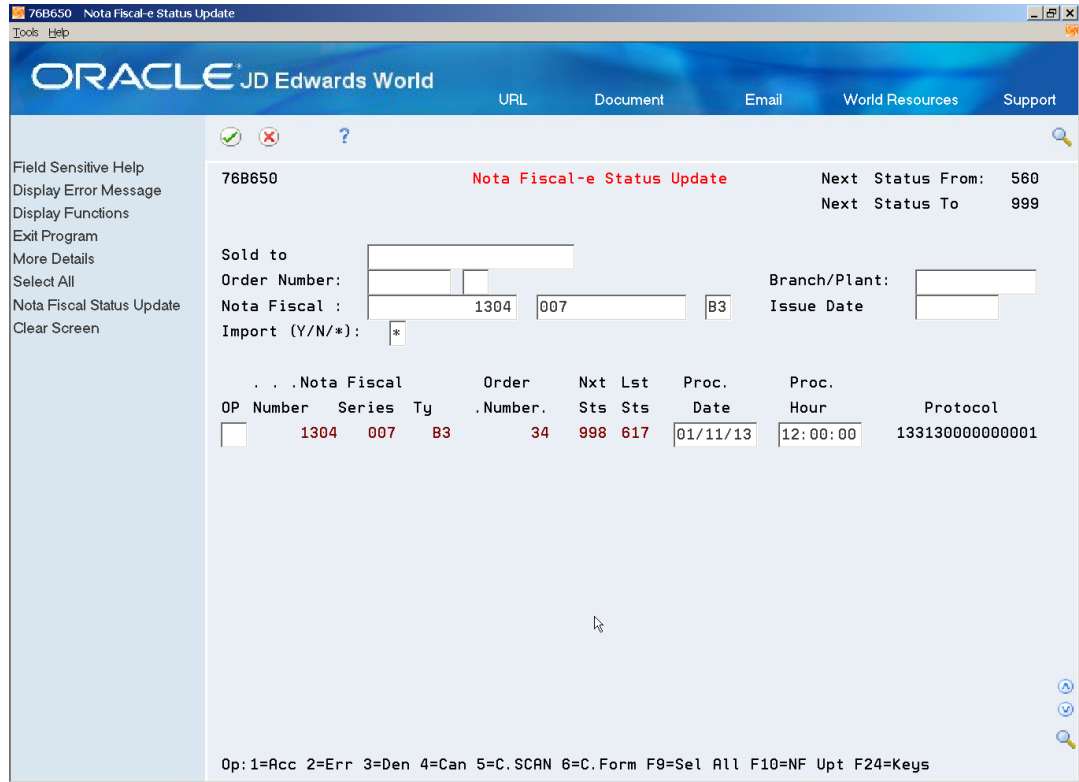 76B650 Nota Fiscal-e Status Update
Tools Help
ORACLE JD Edwards World
URL Document Email World Resources Support
?
Field Sensitive Help
Display Error Message
Display Functions
Exit Program
More Details
Select All
Nota Fiscal Status Update
Clear Screen
76B650 Nota Fiscal-e Status Update Next Status From: 560
Next Status To 999
Sold to
Order Number: Branch/Plant:
Nota Fiscal : 1304 007 B3 Issue Date
Import (Y/N/*): *
. . .Nota Fiscal Order Nxt Lst Proc. Proc.
OP Number Series Ty .Number. Sts Sts Date Hour Protocol
1304 007 B3 34 998 617 01/11/13 12:00:00 133130000000001
Op:1=Acc 2=Err 3=Den 4=Can 5=C.SCAN 6=C.Form F9=Sel All F10=NF Upt F24=Keys